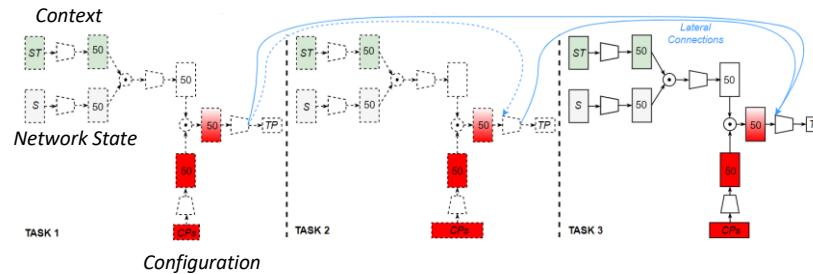 Context
Network State
Configuration
ST
50
S
50
50
50
TP
50
CPs
TASK 1
ST
50
S
50
50
TP
50
CPs
TASK 2
Lateral
Connections
ST
50
S
50
50
50
50
CPs
TASK 3